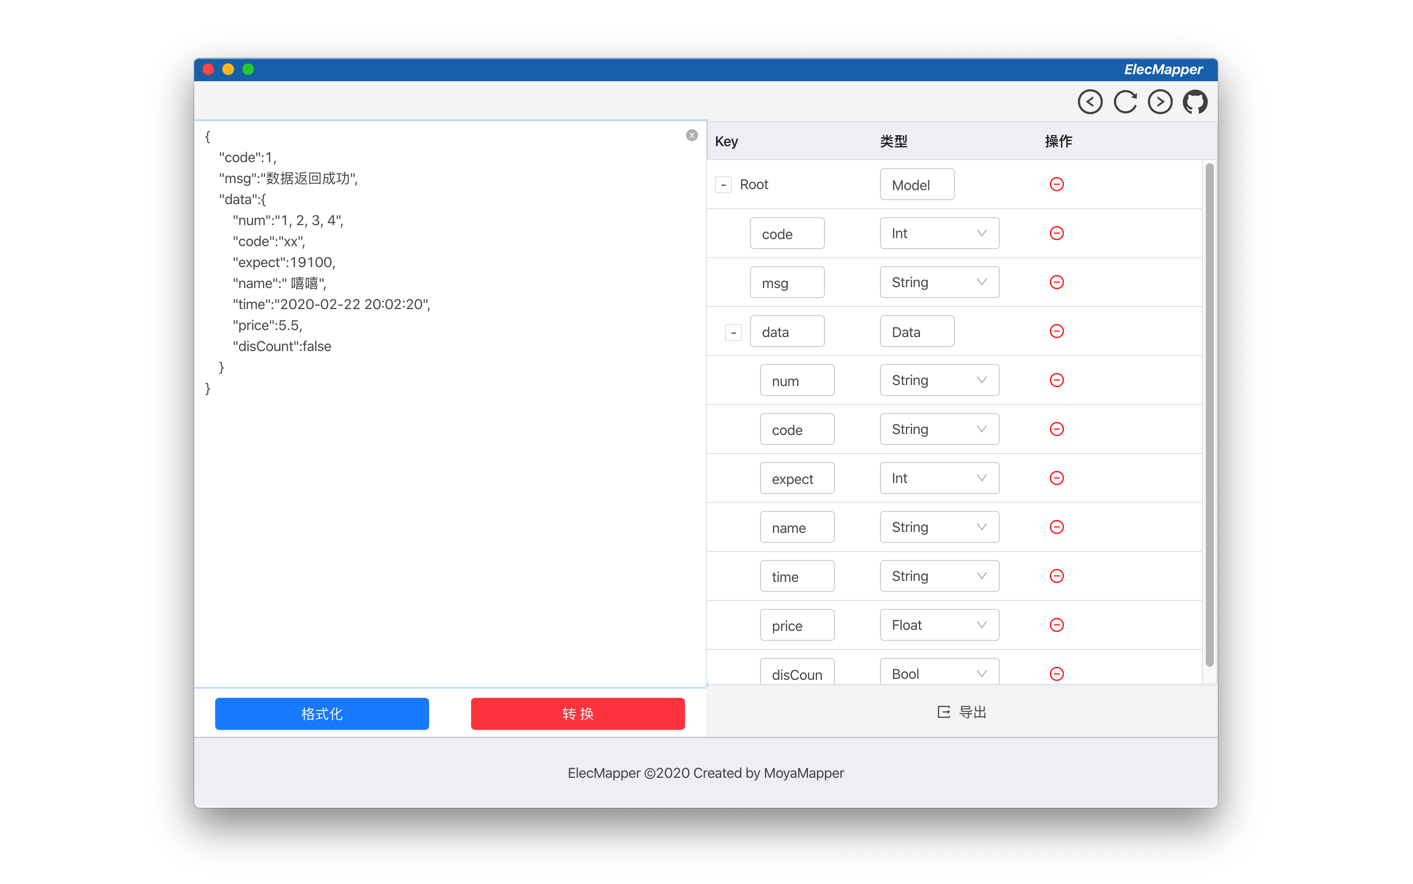 ElecMapper
{
"code":1,
"msg":"数据返回成功",
"data":{
"num":"1, 2, 3, 4",
"code":"xx",
"expect":19100,
"name":" 嘻嘻",
"time":"2020-02-22 20:02:20",
"price":5.5,
"disCount":false
}
}
格式化
转 换
Key 类型 操作
- Root Model
code Int
msg String
- data Data
num String
code String
expect Int
name String
time String
price Float
disCoun Bool
导出
ElecMapper ©2020 Created by MoyaMapper